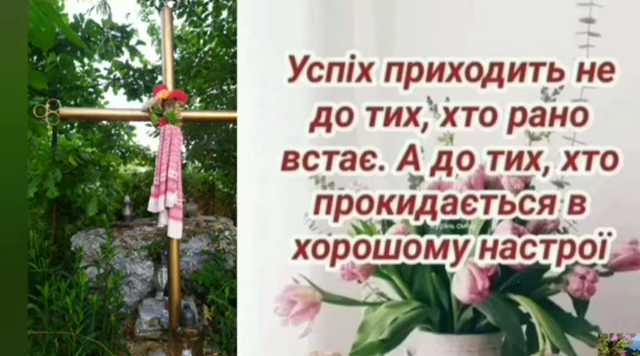 Успіх приходить не
до тих, хто рано
встає. А до тих, хто
прокидається в
хорошому настрої